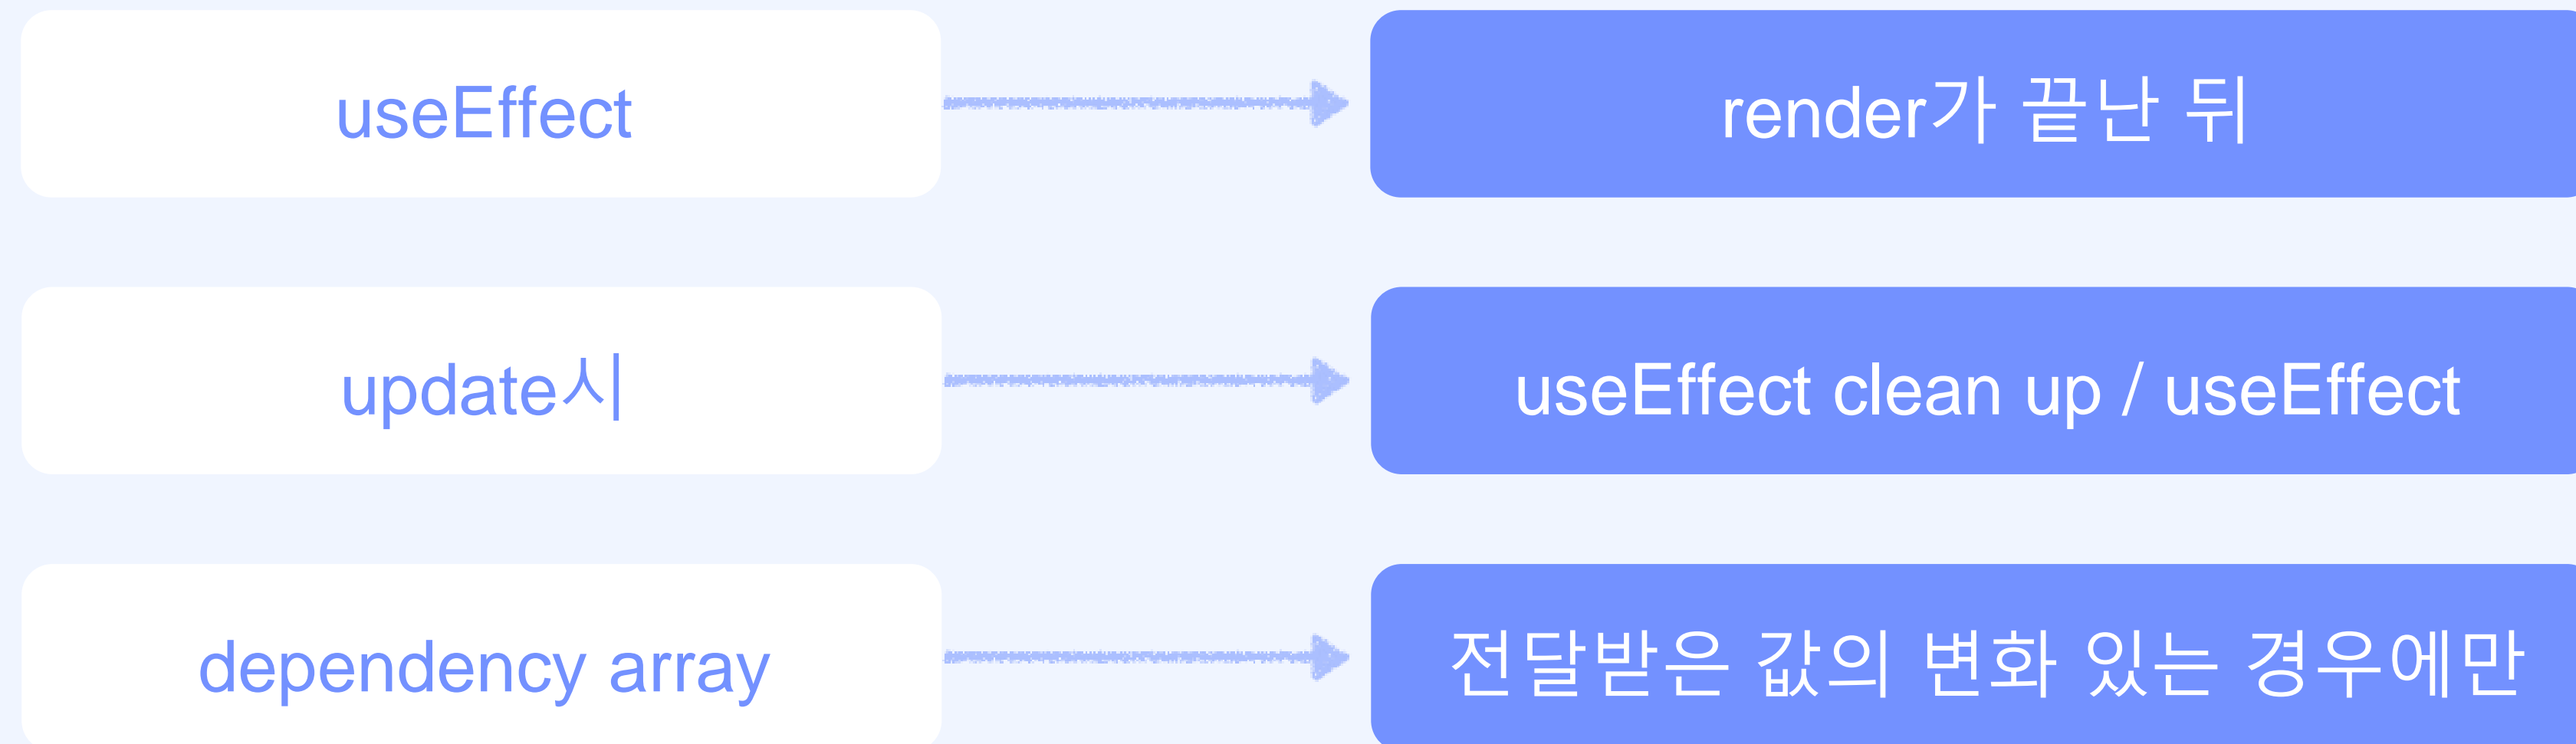 useEffect
render가 끝난 뒤
update시
useEffect clean up / useEffect
dependency array
전달받은 값의 변화 있는 경우에만